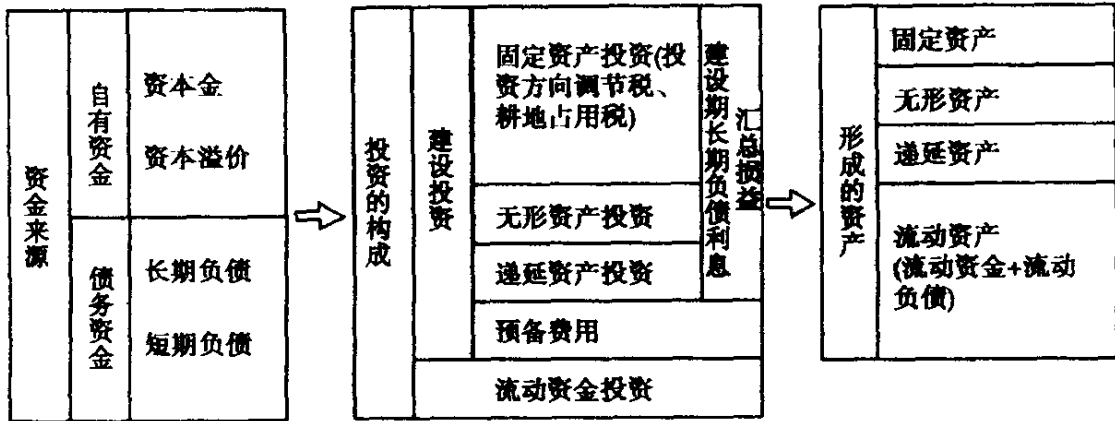 资金来源
自有资金
资本金
资本溢价
债务资金
长期负债
短期负债
投资的构成
建设投资
固定资产投资(投
资方向调节税、
耕地占用税)
无形资产投资
递延资产投资
预备费用
建设期长期负债利息
汇总损益
流动资金投资
形成的资产
固定资产
无形资产
递延资产
流动资产
(流动资金+流动
负债)